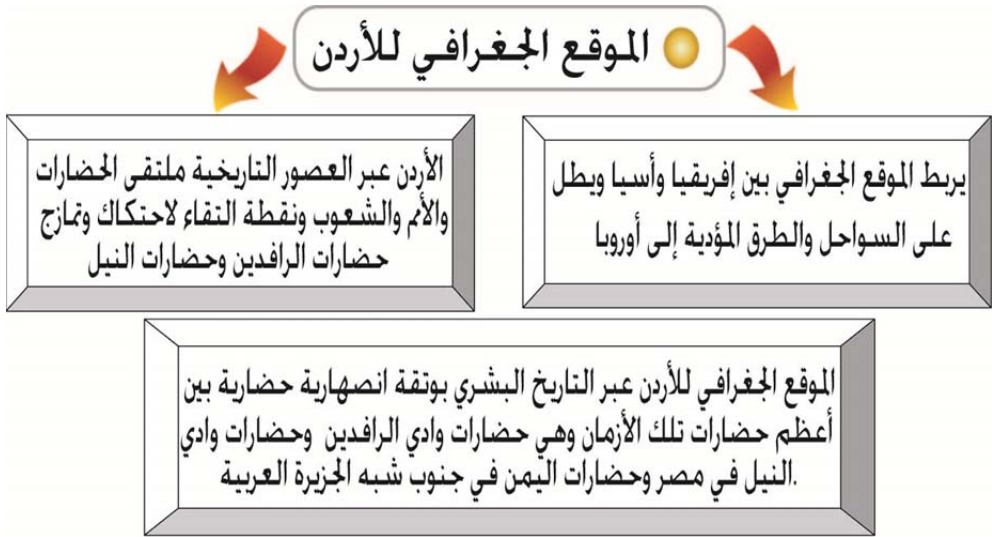 الموقع الجغرافي للأردن
يربط الموقع الجغرافي بين إفريقيا وأسيا ويطل
على السواحل والطرق المؤدية إلى أوروبا
الأردن عبر العصور التاريخية ملتقى الحضارات
والأمم والشعوب ونقطة التقاء لاحتكاك وتمازج
حضارات الرافدين وحضارات النيل
الموقع الجغرافي للأردن عبر التاريخ البشري بوتقة انصهارية حضارية بين
أعظم حضارات تلك الأزمان وهي حضارات وادي الرافدين وحضارات وادي
النيل في مصر وحضارات اليمن في جنوب شبه الجزيرة العربية.